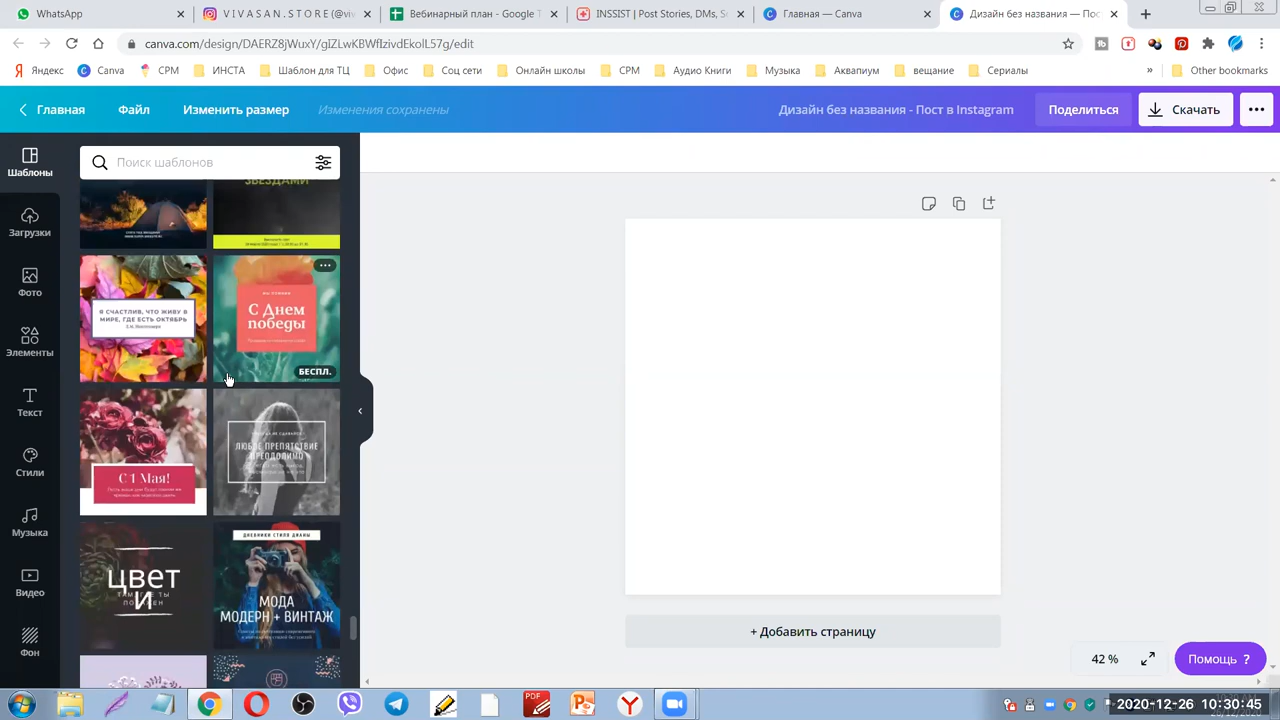 WhatsApp
V I V A S A N . S T O R E (@viv
Вебинарный план - Google Т
INSSIST | Post Stories, DMs, S
Главная — Canva
Дизайн без названия — Пос
canva.com/design/DAERZ8jWuxY/gIZLwKBWfIzivdEkolL57g/edit
Яндекс
Canva
СРМ
ИНСТА
Шаблон для ТЦ
Офис
Соц сети
Онлайн школы
СРМ
Аудио Книги
Музыка
Аквариум
вещание
Сериалы
»
Other bookmarks
Главная
Файл
Изменить размер
Изменения сохранены
Дизайн без названия - Пост в Instagram
Поделиться
Скачать
Шаблоны
Поиск шаблонов
Загрузки
Фото
Элементы
Текст
Стили
Музыка
Видео
Фон
ЗВЕЗДАМИ
Я СЧАСТЛИВ, ЧТО ЖИВУ В
МИРЕ, ГДЕ ЕСТЬ ОКТЯБРЬ
С Днем
победы
БЕСПЛ.
С 1 Мая!
ЛЮБОЕ ПРЕПЯТСТВИЕ
ПРЕОДОЛИМО
ЦВЕТ
И
ДНЕВНИКИ СТИЛЯ ДИАНЫ
МОДА
МОДЕРН + ВИНТАЖ
Добавить страницу
42 %
Помощь ?
PDF
2020-12-26 10:30:45